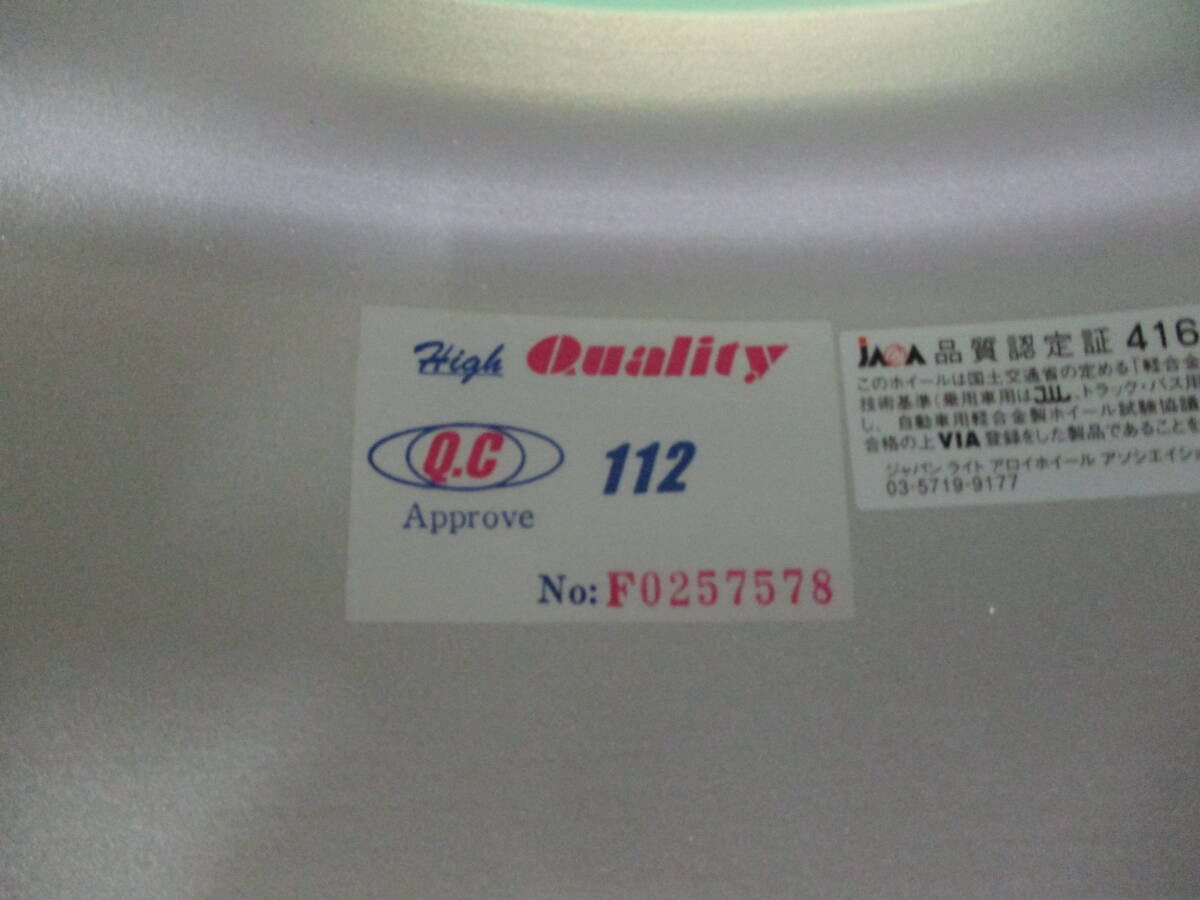 High Quality
Q.C
112
Approve
No: F0257578
JAWA 品質認定証 416
このホイールは国土交通省の定める「軽合金
技術基準(乗用車用はJWL、トラック・バス用
し、自動車用軽合金製ホイール試験協議
合格の上VIA登録をした製品であることを
ジャパン ライト アロイホイール アソシエイショ
03-5719-9177